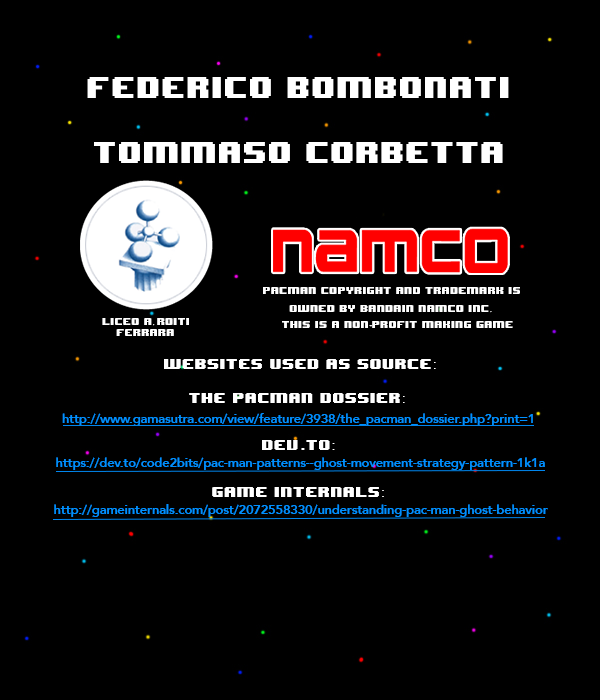 FEDERICO BOMBONATI
TOMMASO CORBETTA
namco
PACMAN COPYRIGHT AND TRADEMARK IS
OWNED BY BANDAIN NAMCO INC.
THIS IS A NON-PROFIT MAKING GAME
LICEO A.ROITI
FERRARA
WEBSITES USED AS SOURCE:
THE PACMAN DOSSIER:
http://www.gamasutra.com/view/feature/3938/the_pacman_dossier.php?print=1
DEV.TO:
https://dev.to/code2bits/pac-man-patterns--ghost-movement-strategy-pattern-1k1a
GAME INTERNALS:
http://gameinternals.com/post/2072558330/understanding-pac-man-ghost-behavior